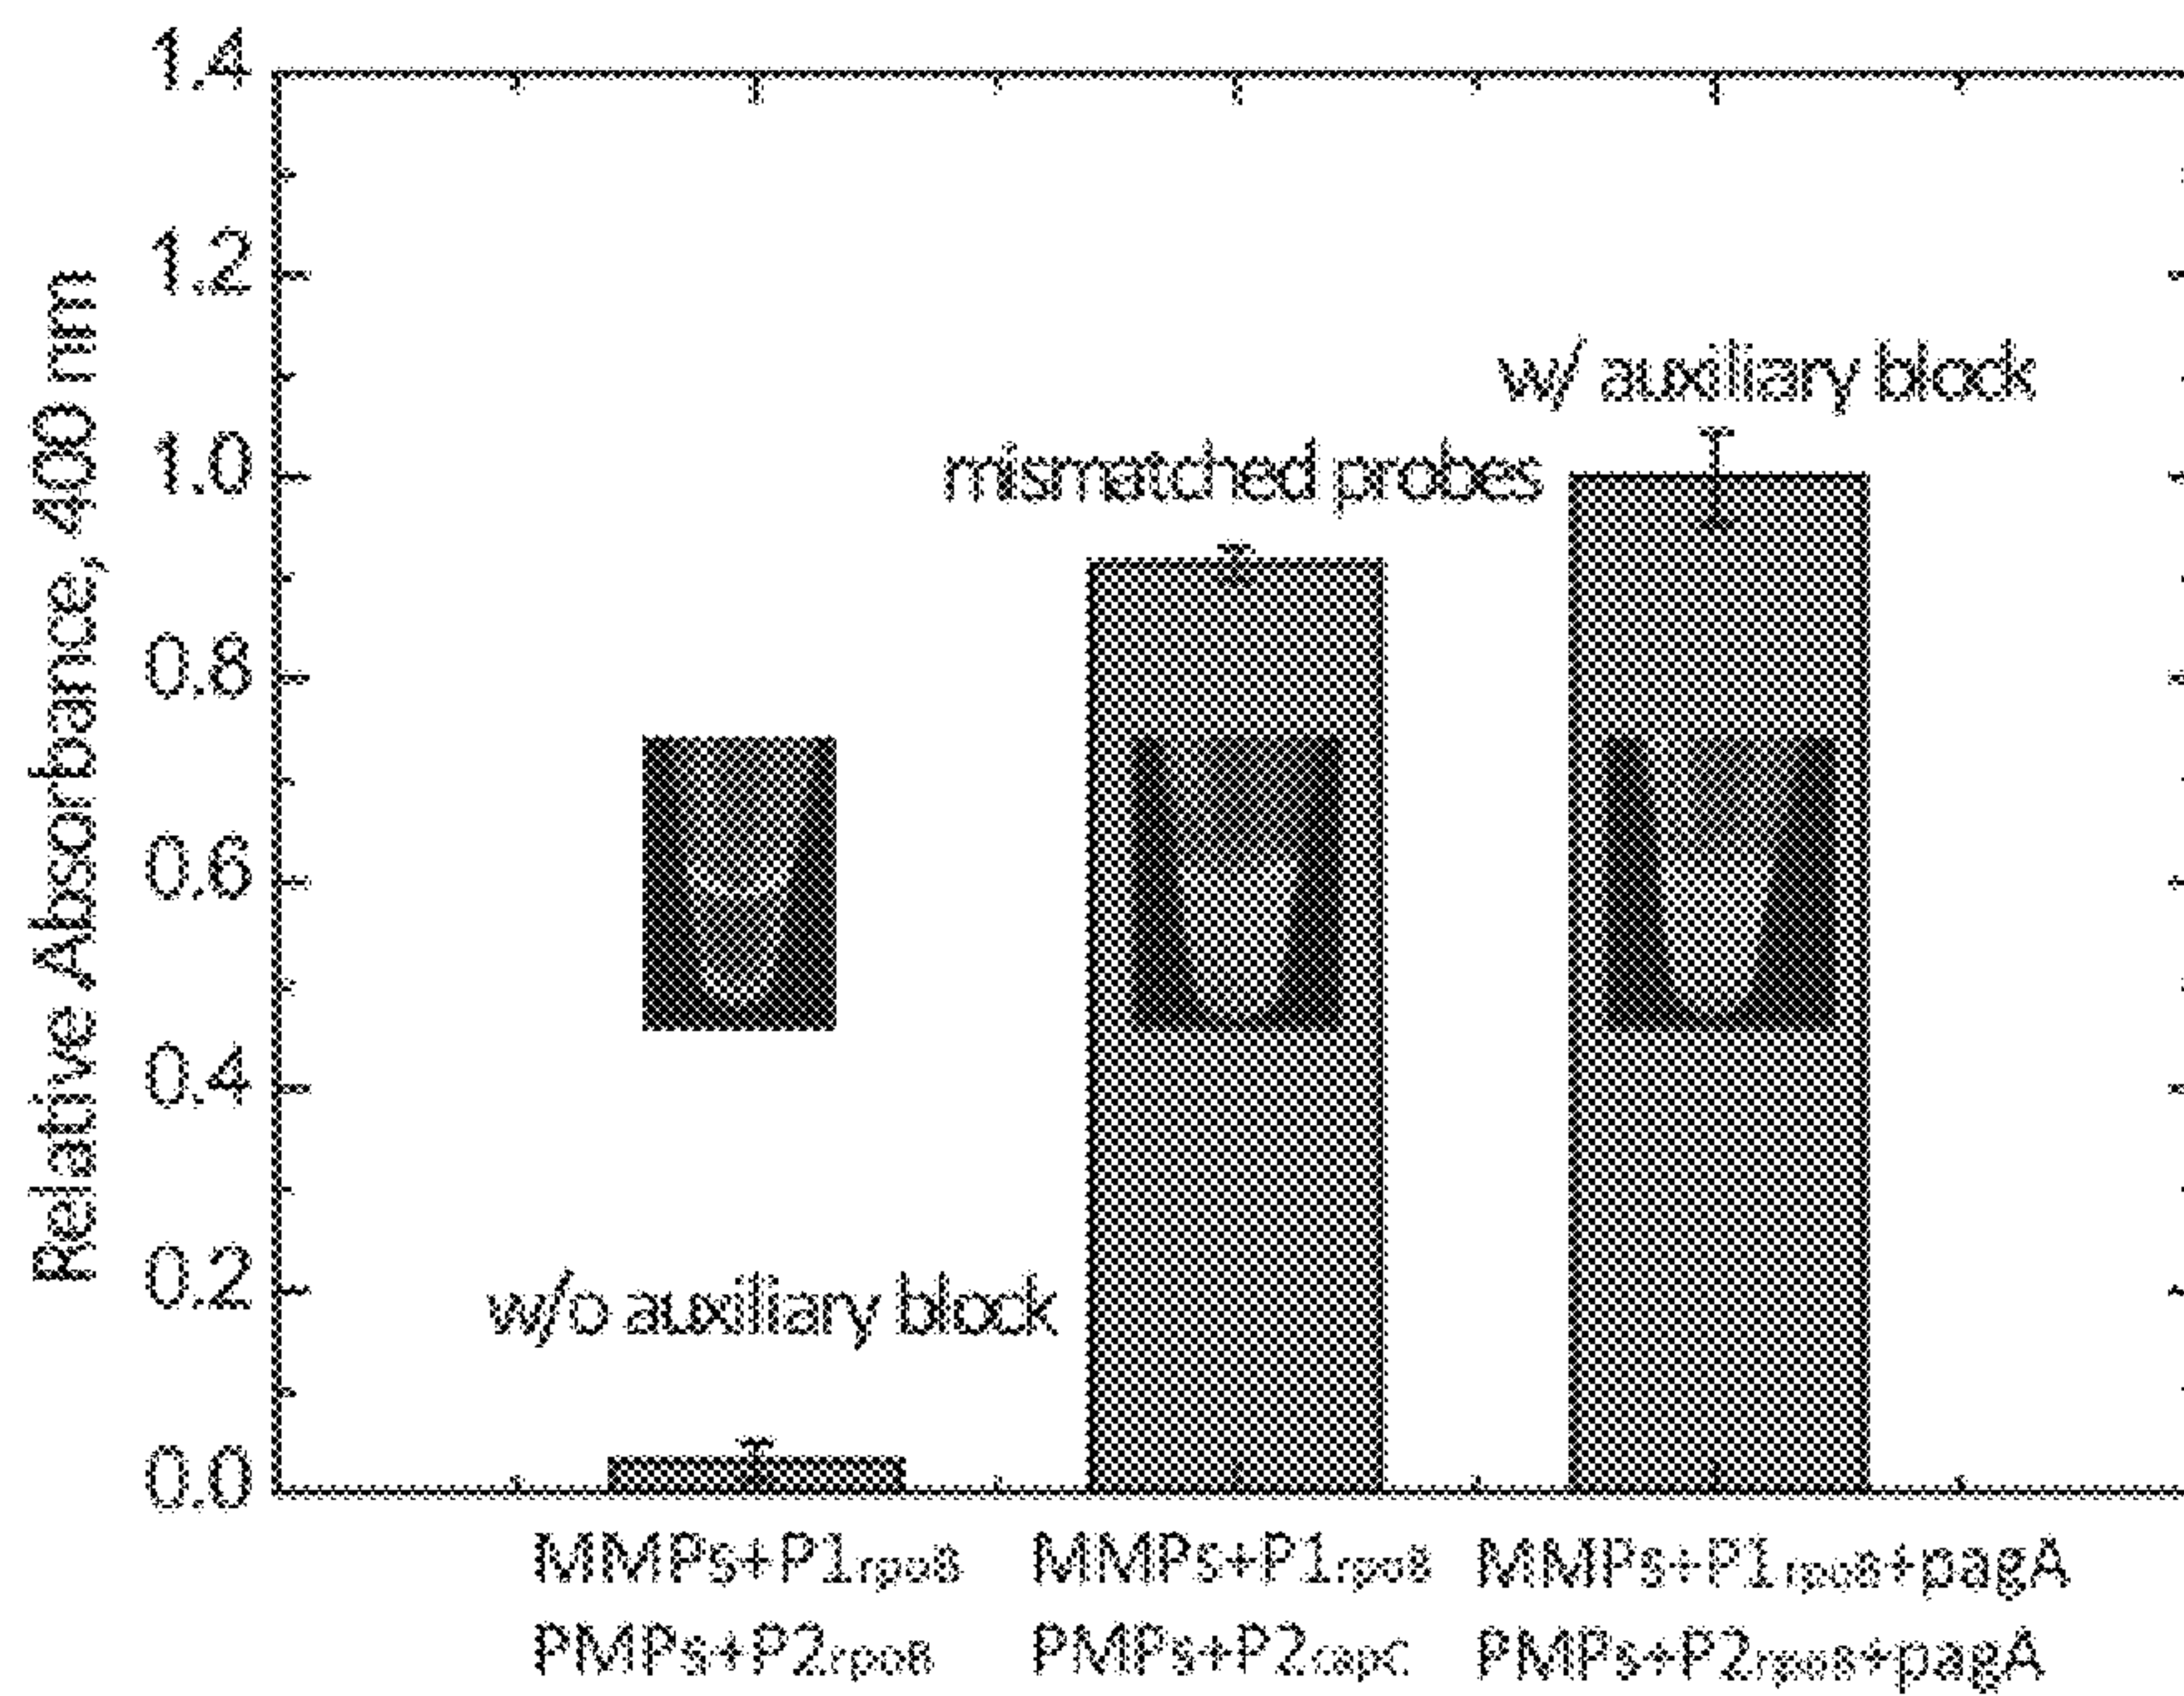 Relative Absorbance, 400 nm
1.4
1.2
1.0
0.8
0.6
0.4
0.2
0.0
w/ auxiliary block
mismatched probes
w/o auxiliary block
MMPs+P1rpoB MMPs+P1rpoB MMPs+P1rpoB+pagA
PMPs+P2rpoB PMPs+P2capC PMPs+P2rpoB+pagA